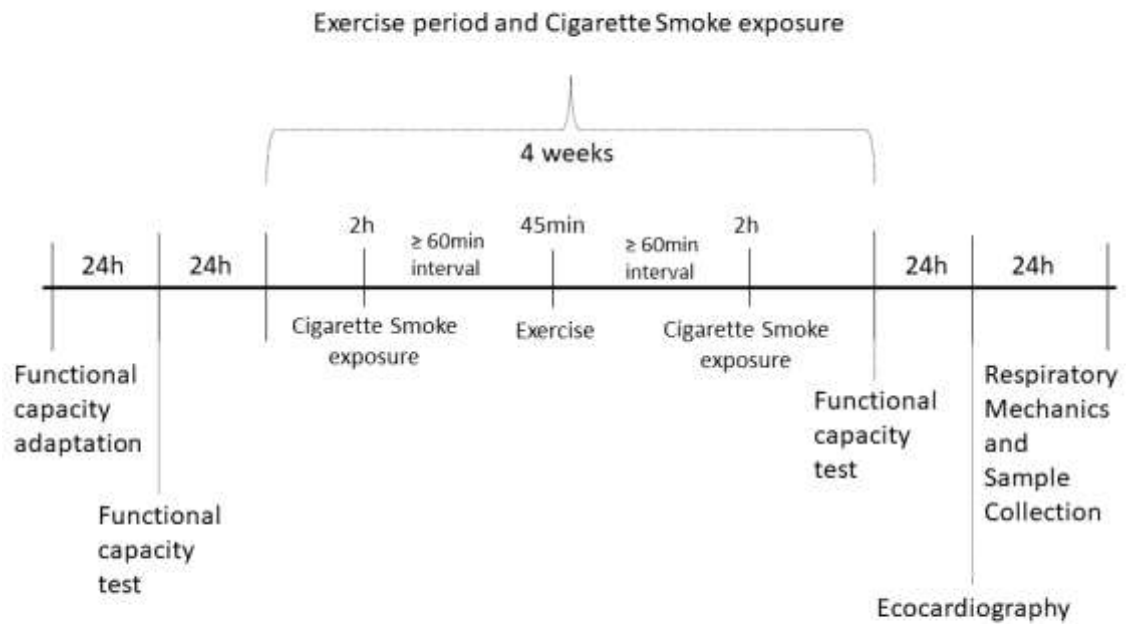 Exercise period and Cigarette Smoke exposure
4 weeks
24h
24h
2h
≥ 60min
interval
45min
≥ 60min
interval
2h
24h
24h
Cigarette Smoke
exposure
Exercise
Cigarette Smoke
exposure
Functional
capacity
adaptation
Functional
capacity
test
Functional
capacity
test
Respiratory
Mechanics
and
Sample
Collection
Ecocardiography